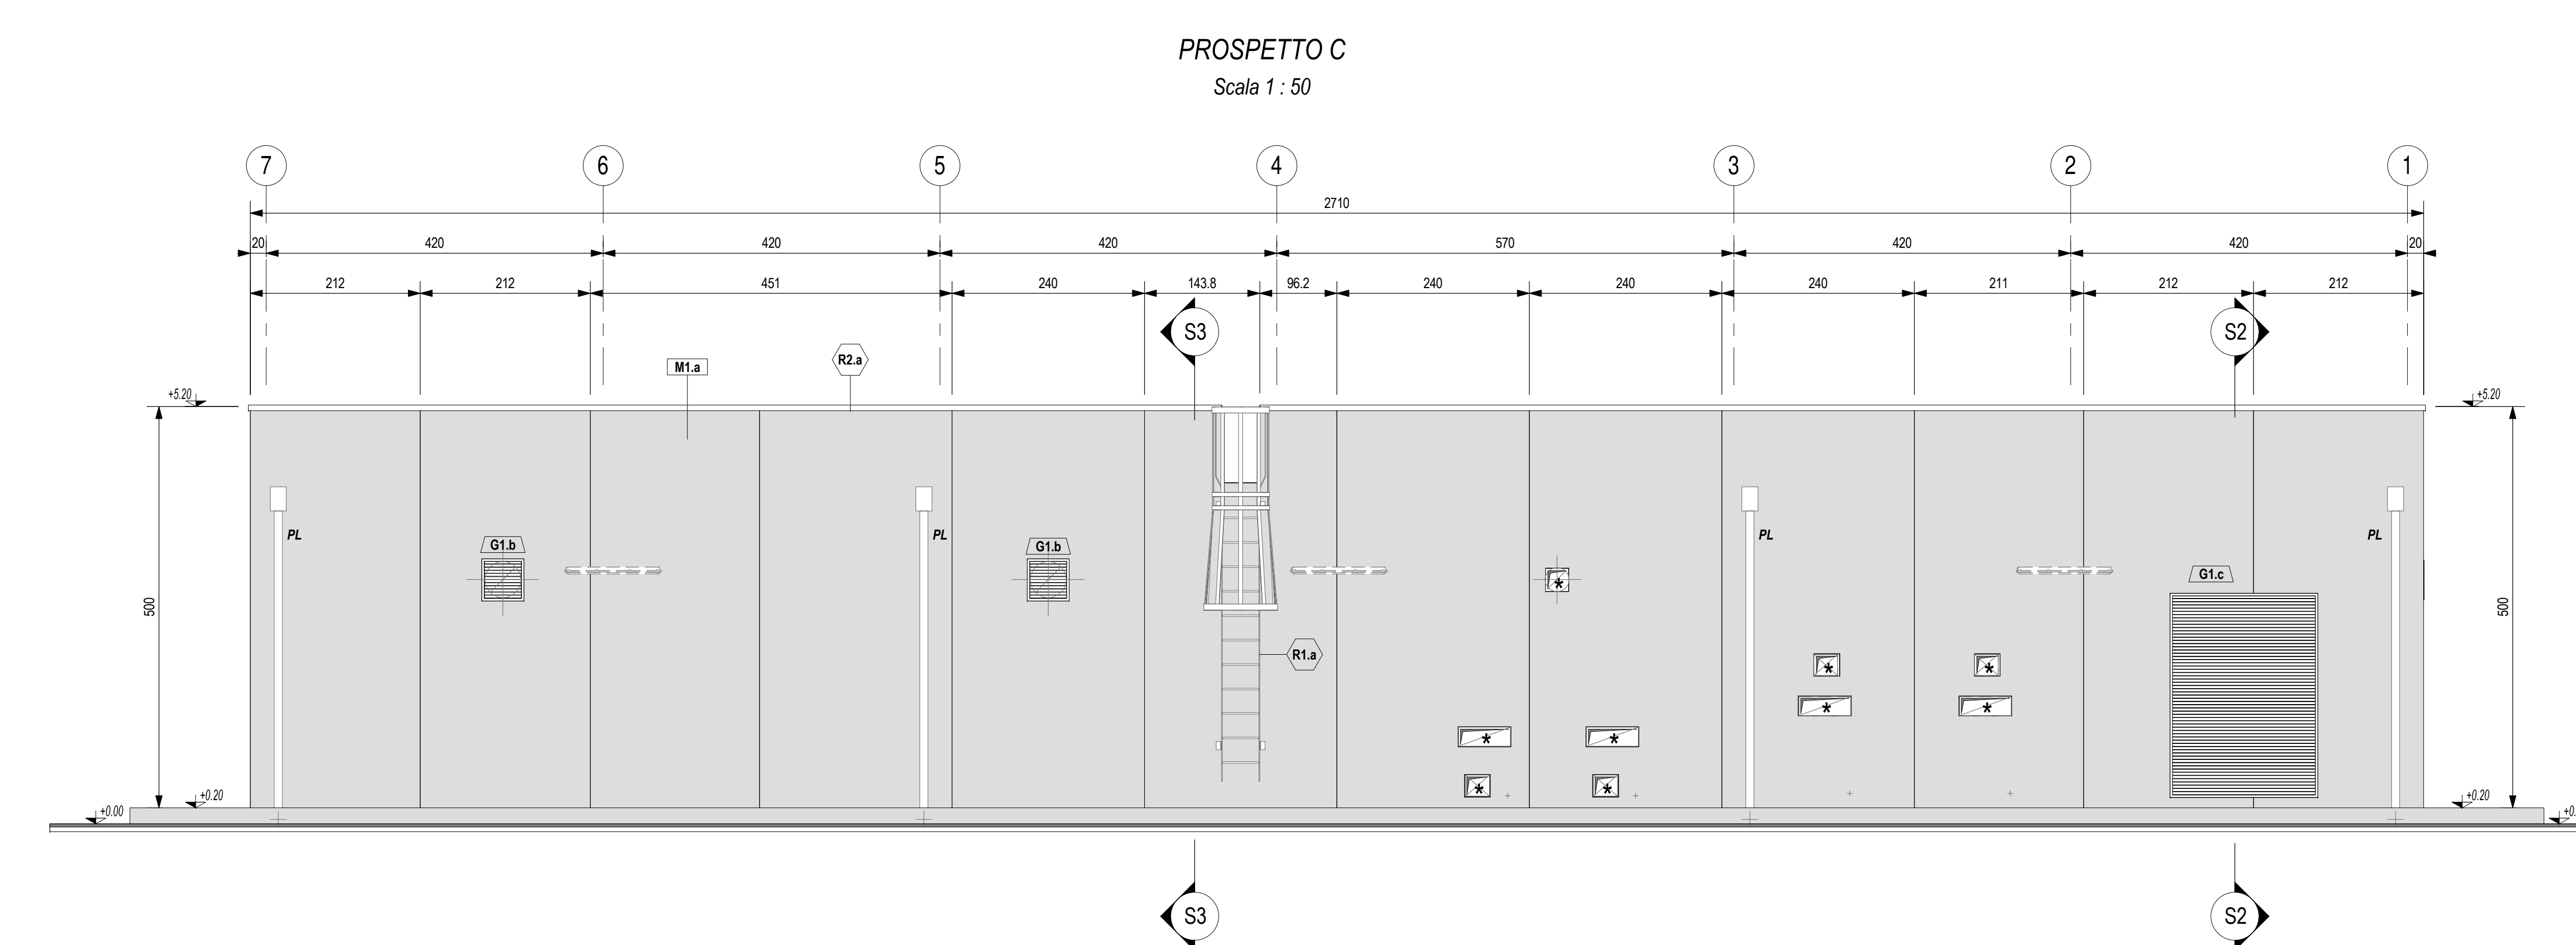 PROSPETTO C
Scala 1 : 50
7 6 5 4 3 2 1
2710
20 420 420 420 570 420 420 20
212 212 451 240 143.8 96.2 240 240 240 211 212 212
S3 S2
M1.a R2.a
+5.20 +5.20
PL PL PL PL
G1.b G1.b
G1.c
500 500
R1.a
* * * * * * * * *
+0.20 +0.20
+0.00 +0.
S3 S2